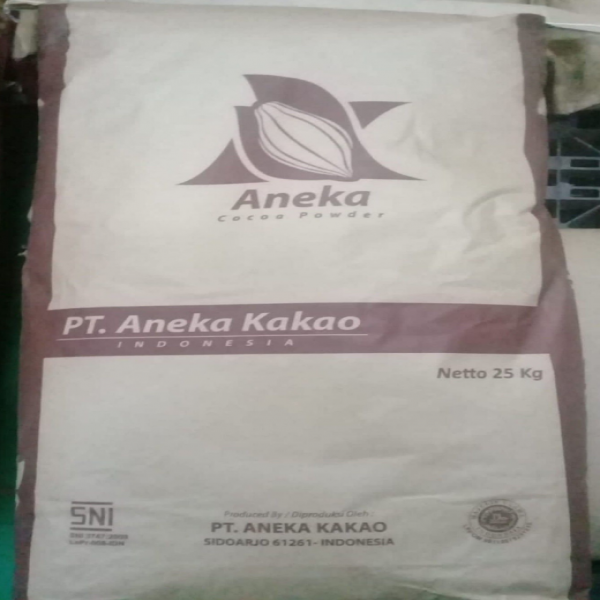 Aneka
Cocoa Powder
PT. Aneka Kakao
INDONESIA
Netto 25 Kg
SNI
Produced By / Diproduksi Oleh :
PT. ANEKA KAKAO
SIDOARJO 61261- INDONESIA